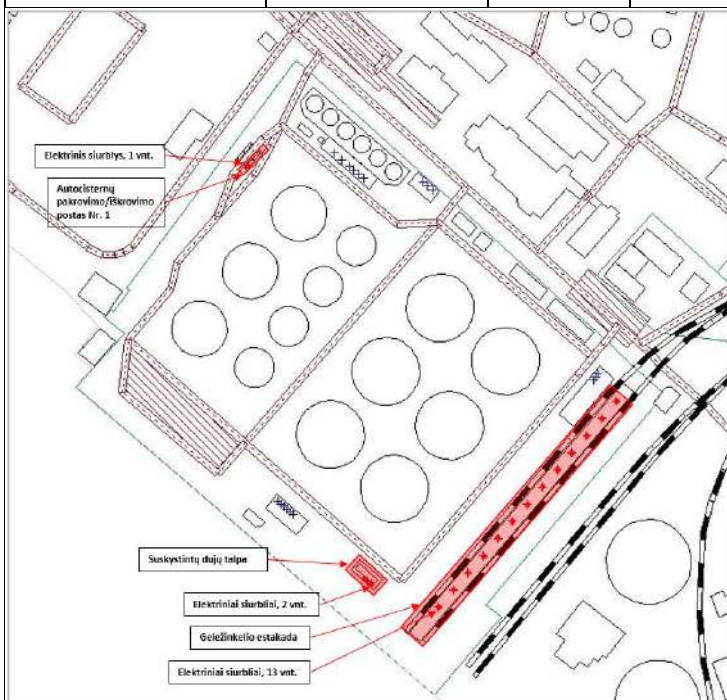 Elektrinis siurblys, 1 vnt.
Autocisternų
pakrovimo/iškrovimo
postas Nr. 1
Suskystintų dujų talpa
Elektriniai siurbliai, 2 vnt.
Geležinkelio estakada
Elektriniai siurbliai, 13 vnt.